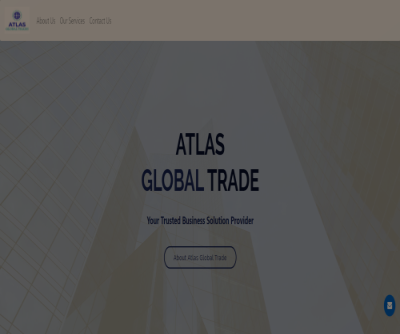 ATLAS
About Us Our Services Contact Us
ATLAS
GLOBAL TRADE
Your Trusted Business Solution Provider
About Atlas Global Trade